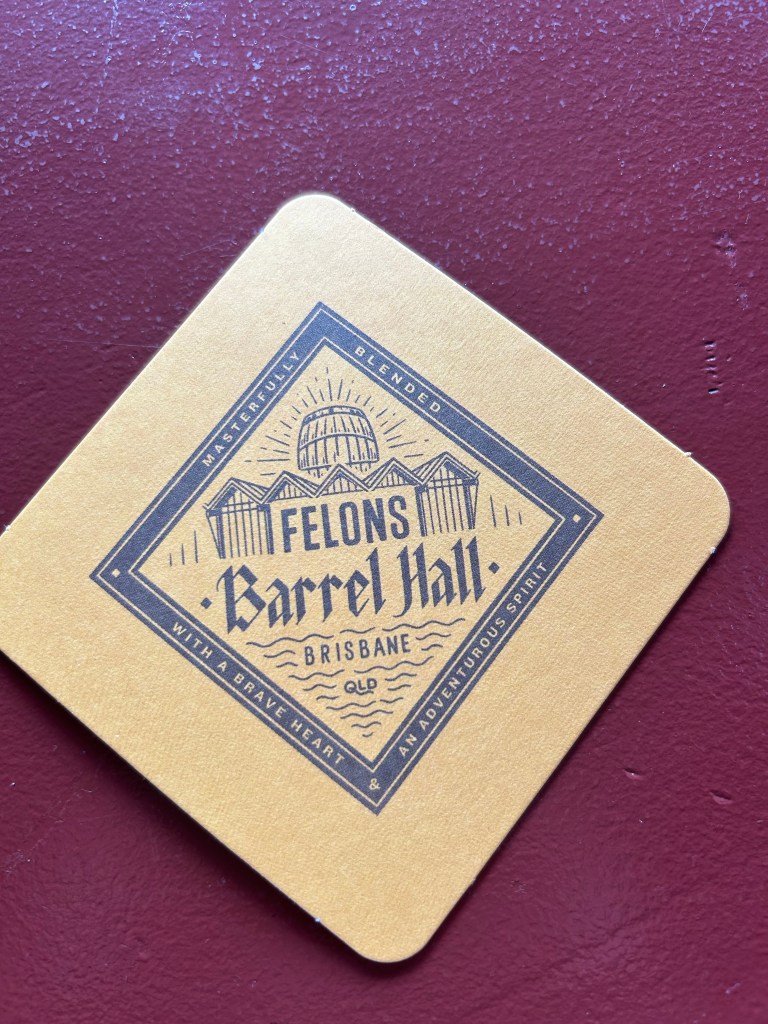 MASTERFULLY BLENDED
FELONS
Barrel Hall
BRISBANE
QLD
WITH A BRAVE HEART & AN ADVENTUROUS SPIRIT